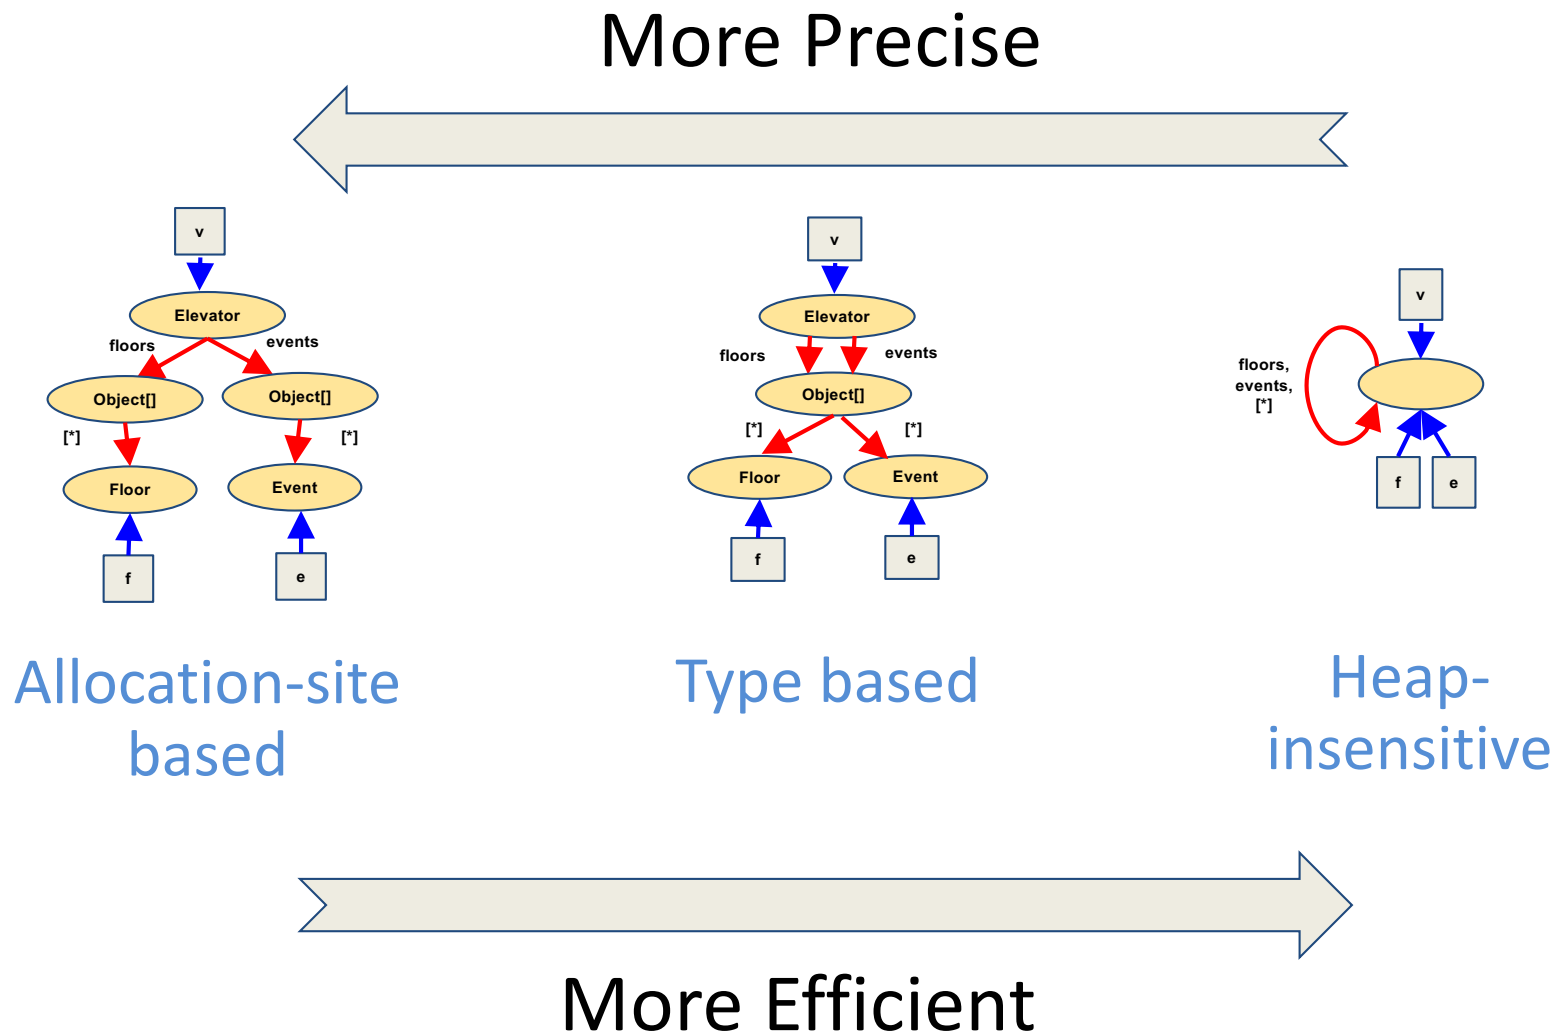 More Precise
v
Elevator
floors
events
Object[]
Object[]
[*]
[*]
Floor
Event
f
e
v
Elevator
floors
events
Object[]
[*]
[*]
Floor
Event
f
e
v
floors,
events,
[*]
f
e
Allocation-site
based
Type based
Heap-
insensitive
More Efficient